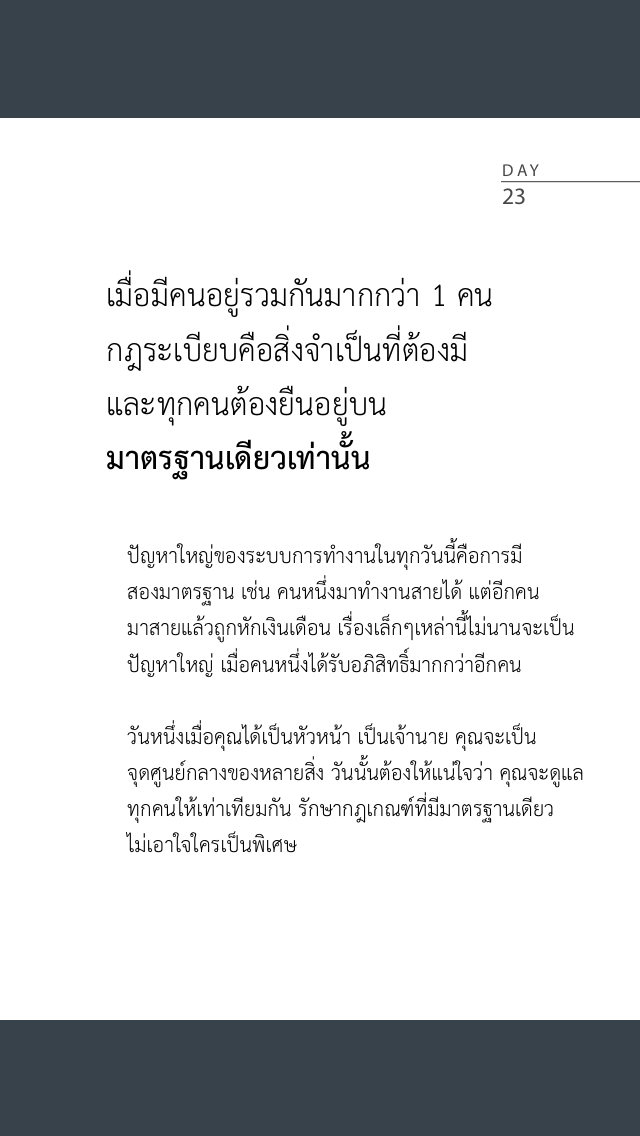 DAY
23
เมื่อมีคนอยู่รวมกันมากกว่า 1 คน
กฎระเบียบคือสิ่งจำเป็นที่ต้องมี
และทุกคนต้องยืนอยู่บน
มาตรฐานเดียวเท่านั้น
ปัญหาใหญ่ของระบบการทำงานในทุกวันนี้คือการมี
สองมาตรฐาน เช่น คนหนึ่งมาทำงานสายได้ แต่อีกคน
มาสายแล้วถูกหักเงินเดือน เรื่องเล็กๆเหล่านี้ไม่นานจะเป็น
ปัญหาใหญ่ เมื่อคนหนึ่งได้รับอภิสิทธิ์มากกว่าอีกคน
วันหนึ่งเมื่อคุณได้เป็นหัวหน้า เป็นเจ้านาย คุณจะเป็น
จุดศูนย์กลางของหลายสิ่ง วันนั้นต้องให้แน่ใจว่า คุณจะดูแล
ทุกคนให้เท่าเทียมกัน รักษากฎเกณฑ์ที่มีมาตรฐานเดียว
ไม่เอาใจใครเป็นพิเศษ